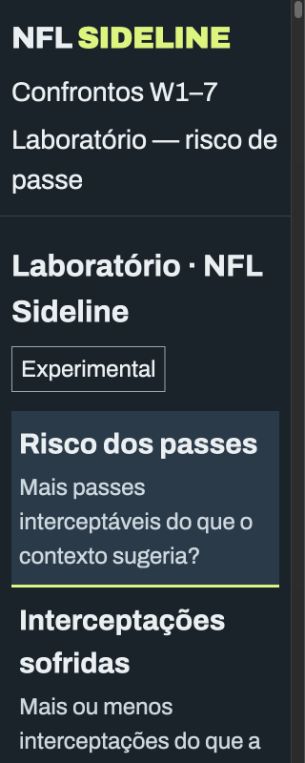 NFL SIDELINE
Confrontos W1–7
Laboratório — risco de
passe
Laboratório · NFL
Sideline
Experimental
Risco dos passes
Mais passes
interceptáveis do que o
contexto sugeria?
Interceptações
sofridas
Mais ou menos
interceptações do que a